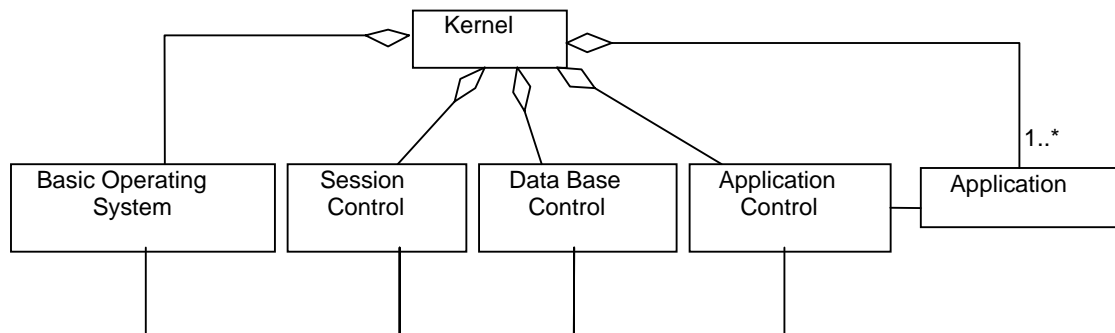 Kernel
1..*
Basic Operating
System
Session
Control
Data Base
Control
Application
Control
Application